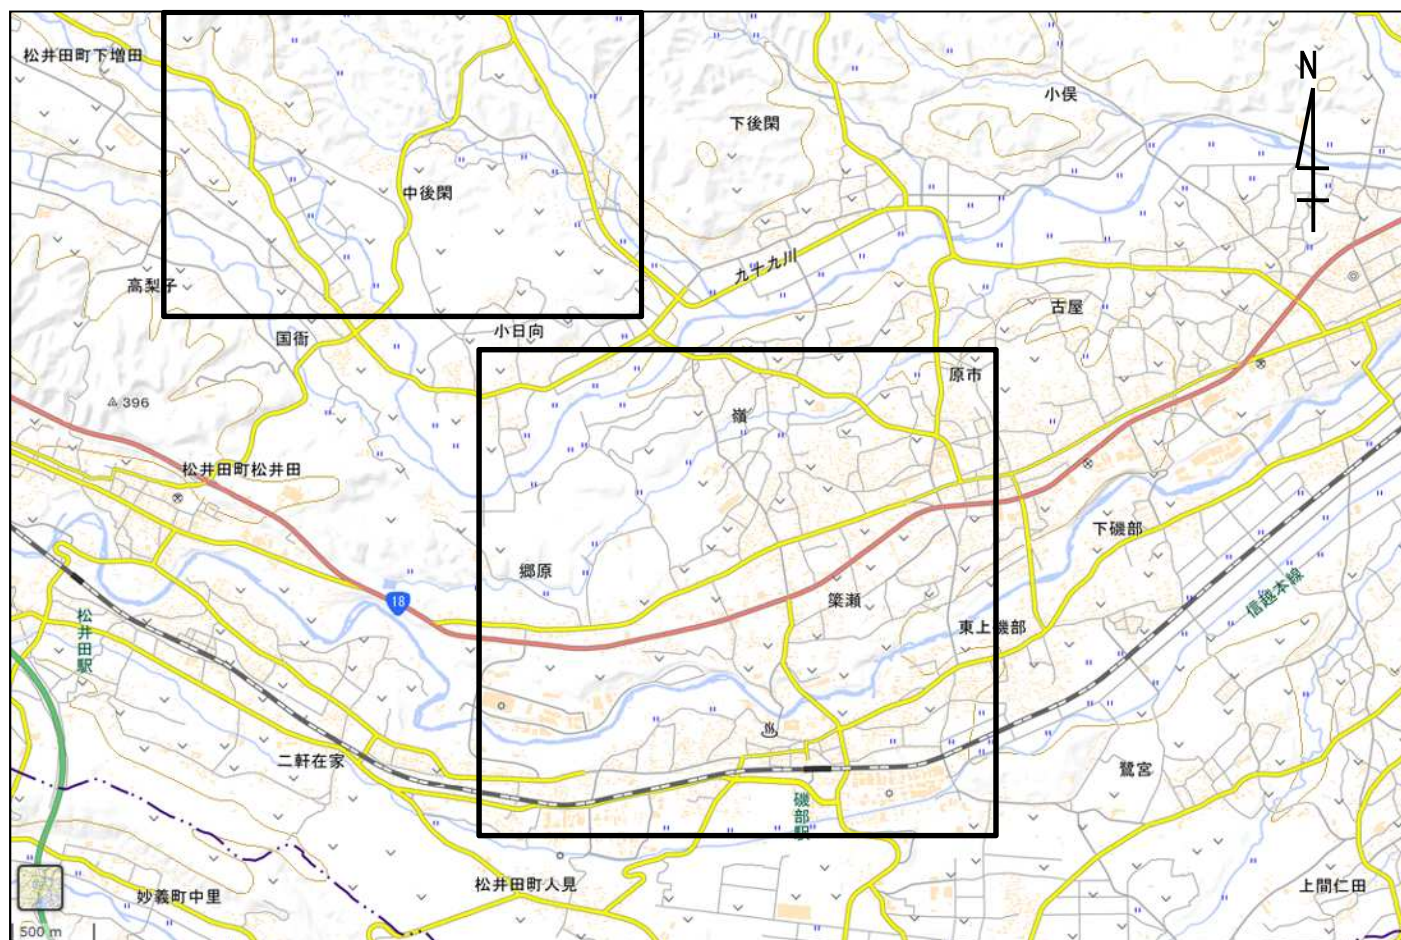 松井田町下増田
N
小俣
下後閑
中後閑
九十九川
高梨子
古屋
小日向
国衙
原市
396
嶺
松井田町松井田
下磯部
郷原
信越本線
18
簗瀬
松井田駅
東上磯部
二軒在家
鷺宮
磯部駅
松井田町人見
上間仁田
妙義町中里
500 m